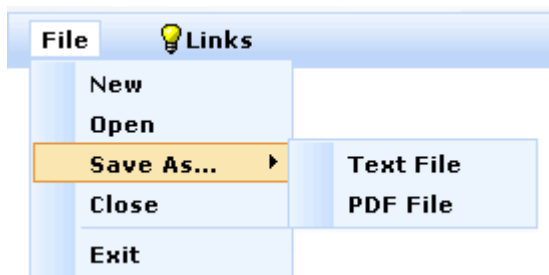 File Links
New
Open
Save As... Text File
Close PDF File
Exit